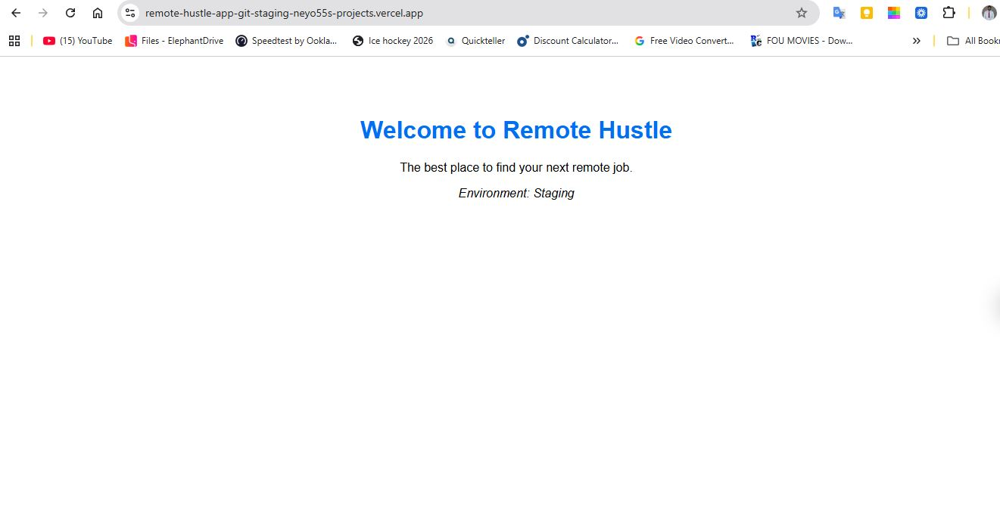 remote-hustle-app-git-staging-neyo55s-projects.vercel.app
(15) YouTube
Files - ElephantDrive
Speedtest by Ookla...
Ice hockey 2026
Quickteller
Discount Calculator...
Free Video Convert...
FOU MOVIES - Dow...
All Book
Welcome to Remote Hustle
The best place to find your next remote job.
Environment: Staging